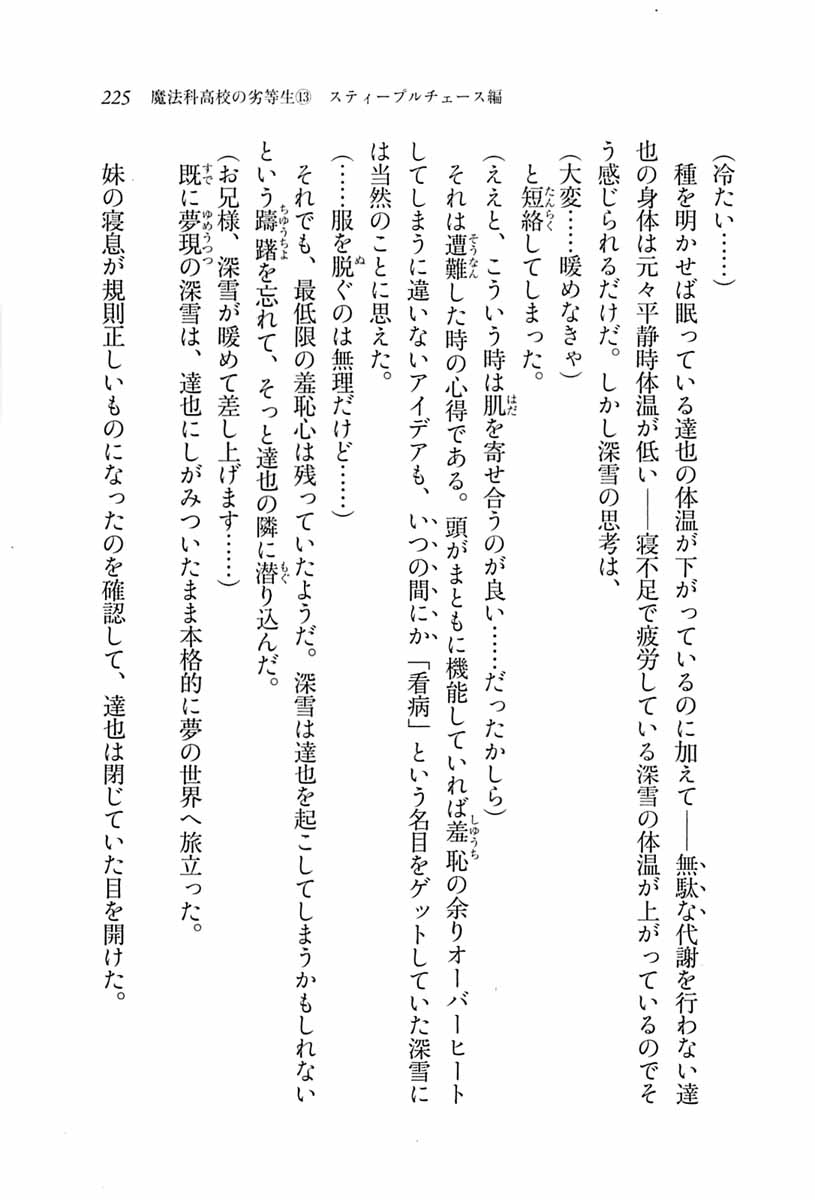 225　魔法科高校の劣等生⑬　スティープルチェース編
（冷たい……）
　種を明かせば眠っている達也の体温が下がっているのに加えて――無駄な代謝を行わない達
也の身体は元々平静時体温が低い――寝不足で疲労している深雪の体温が上がっているのでそ
う感じられるだけだ。しかし深雪の思考は、
（大変……暖めなきゃ）
　と短絡してしまった。
（ええと、こういう時は肌を寄せ合うのが良い……だったかしら）
　それは遭難した時の心得である。頭がまともに機能していれば羞恥の余りオーバーヒート
してしまうに違いないアイデアも、いつの間にか「看病」という名目をゲットしていた深雪に
は当然のことに思えた。
（……服を脱ぐのは無理だけど……）
　それでも、最低限の羞恥心は残っていたようだ。深雪は達也を起こしてしまうかもしれない
という躊躇を忘れて、そっと達也の隣に潜り込んだ。
（お兄様、深雪が暖めて差し上げます……）
　既に夢現の深雪は、達也にしがみついたまま本格的に夢の世界へ旅立った。
　妹の寝息が規則正しいものになったのを確認して、達也は閉じていた目を開けた。